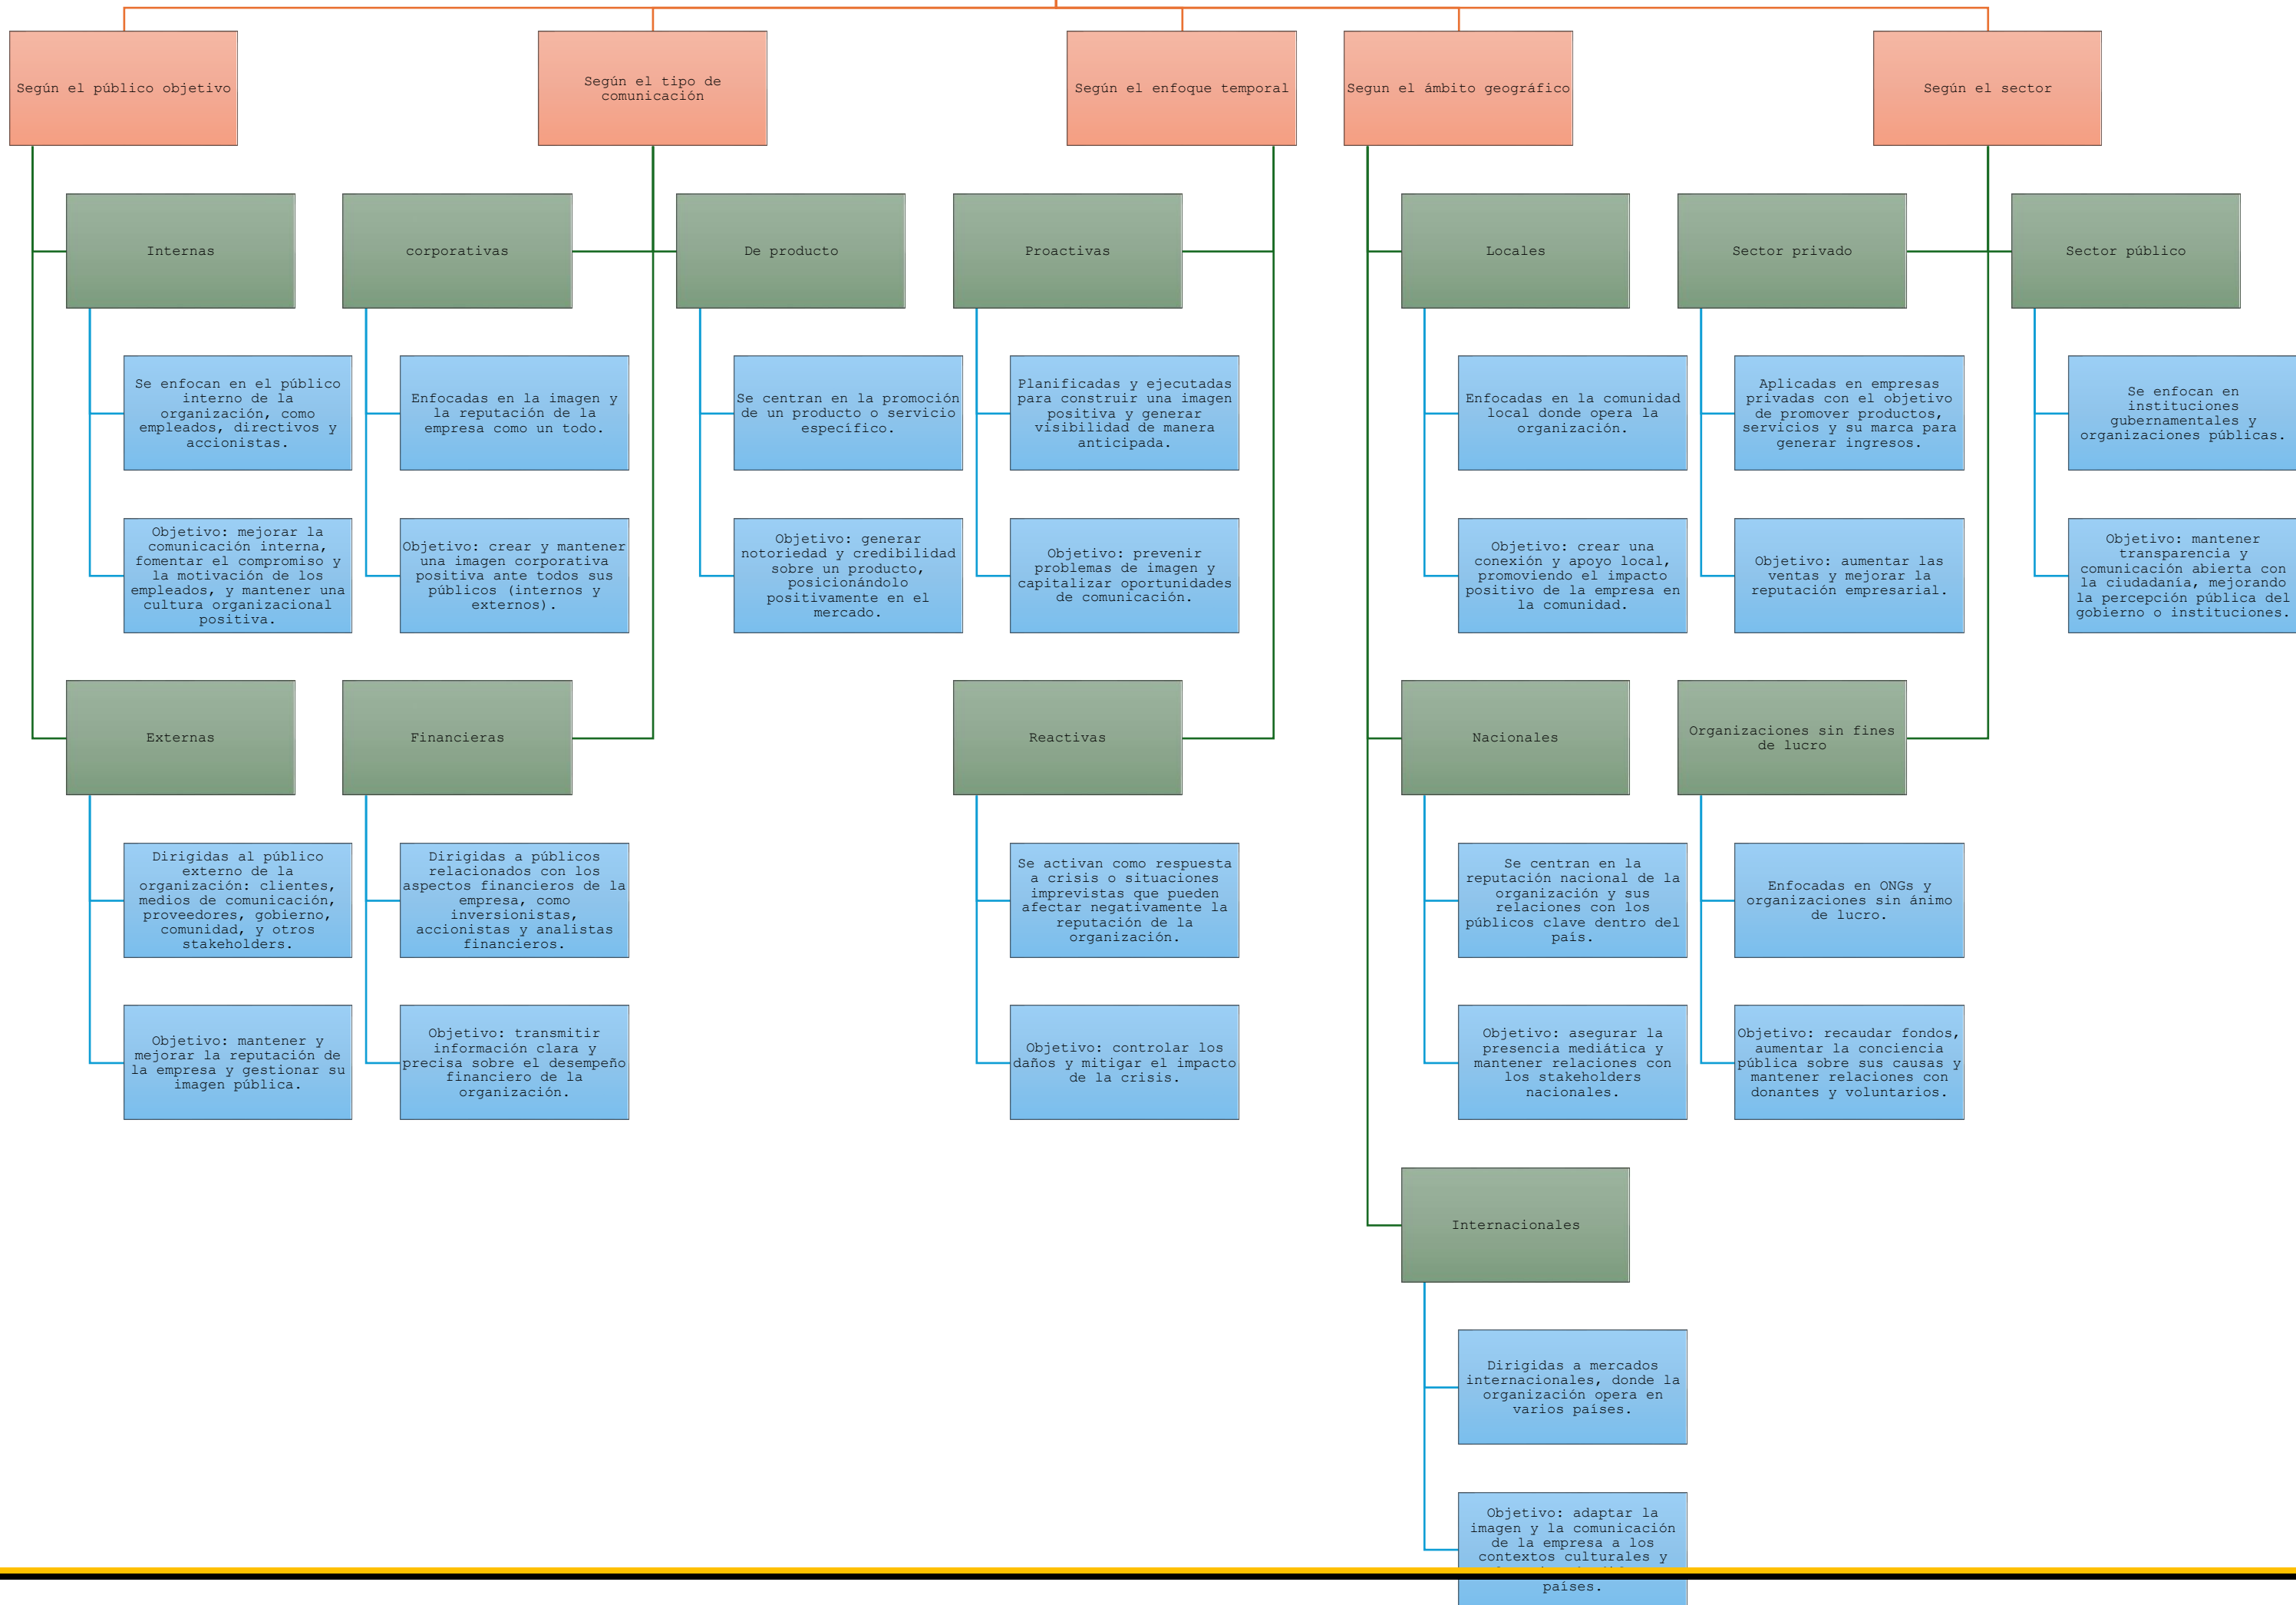 Según el público objetivo
Internas
Se enfocan en el público
interno de la
organización, como
empleados, directivos y
accionistas.
Objetivo: mejorar la
comunicación interna,
fomentar el compromiso y
la motivación de los
empleados, y mantener una
cultura organizacional
positiva.
Externas
Dirigidas al público
externo de la
organización: clientes,
medios de comunicación,
proveedores, gobierno,
comunidad, y otros
stakeholders.
Objetivo: mantener y
mejorar la reputación de
la empresa y gestionar su
imagen pública.
Según el tipo de
comunicación
corporativas
Enfocadas en la imagen y
la reputación de la
empresa como un todo.
Objetivo: crear y mantener
una imagen corporativa
positiva ante todos sus
públicos (internos y
externos).
De producto
Se centran en la promoción
de un producto o servicio
específico.
Objetivo: generar
notoriedad y credibilidad
sobre un producto,
posicionándolo
positivamente en el
mercado.
Financieras
Dirigidas a públicos
relacionados con los
aspectos financieros de la
empresa, como
inversionistas,
accionistas y analistas
financieros.
Objetivo: transmitir
información clara y
precisa sobre el desempeño
financiero de la
organización.
Según el enfoque temporal
Proactivas
Planificadas y ejecutadas
para construir una imagen
positiva y generar
visibilidad de manera
anticipada.
Objetivo: prevenir
problemas de imagen y
capitalizar oportunidades
de comunicación.
Reactivas
Se activan como respuesta
a crisis o situaciones
imprevistas que pueden
afectar negativamente la
reputación de la
organización.
Objetivo: controlar los
daños y mitigar el impacto
de la crisis.
Segun el ámbito geográfico
Locales
Enfocadas en la comunidad
local donde opera la
organización.
Objetivo: crear una
conexión y apoyo local,
promoviendo el impacto
positivo de la empresa en
la comunidad.
Nacionales
Se centran en la
reputación nacional de la
organización y sus
relaciones con los
públicos clave dentro del
país.
Objetivo: asegurar la
presencia mediática y
mantener relaciones con
los stakeholders
nacionales.
Internacionales
Dirigidas a mercados
internacionales, donde la
organización opera en
varios países.
Objetivo: adaptar la
imagen y la comunicación
de la empresa a los
contextos culturales y
países.
Según el sector
Sector privado
Aplicadas en empresas
privadas con el objetivo
de promover productos,
servicios y su marca para
generar ingresos.
Objetivo: aumentar las
ventas y mejorar la
reputación empresarial.
Sector público
Se enfocan en
instituciones
gubernamentales y
organizaciones públicas.
Objetivo: mantener
transparencia y
comunicación abierta con
la ciudadanía, mejorando
la percepción pública del
gobierno o instituciones.
Organizaciones sin fines
de lucro
Enfocadas en ONGs y
organizaciones sin ánimo
de lucro.
Objetivo: recaudar fondos,
aumentar la conciencia
pública sobre sus causas y
mantener relaciones con
donantes y voluntarios.